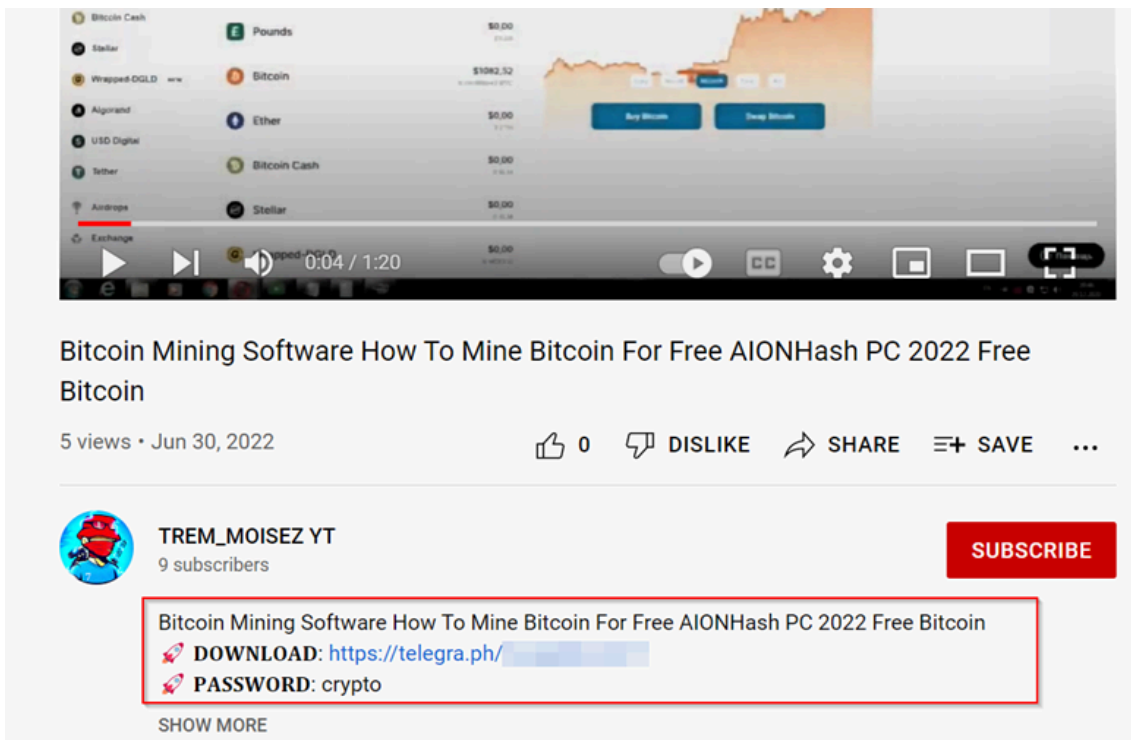 Bitcoin Cash
Stellar
Wrapped-DGLD
Algorand
USD Digital
Tether
Airdrops
Exchange
Pounds
$0,00
Bitcoin
$1082,52
Ether
$0,00
Bitcoin Cash
$0,00
Stellar
$0,00
$0,00
Buy Bitcoin
Swap Bitcoin
0:04 / 1:20
CC
Bitcoin Mining Software How To Mine Bitcoin For Free AIONHash PC 2022 Free
Bitcoin
5 views • Jun 30, 2022
0 DISLIKE SHARE SAVE
TREM_MOISEZ YT
9 subscribers
SUBSCRIBE
Bitcoin Mining Software How To Mine Bitcoin For Free AIONHash PC 2022 Free Bitcoin
🚀 DOWNLOAD: https://telegra.ph/
🚀 PASSWORD: crypto
SHOW MORE